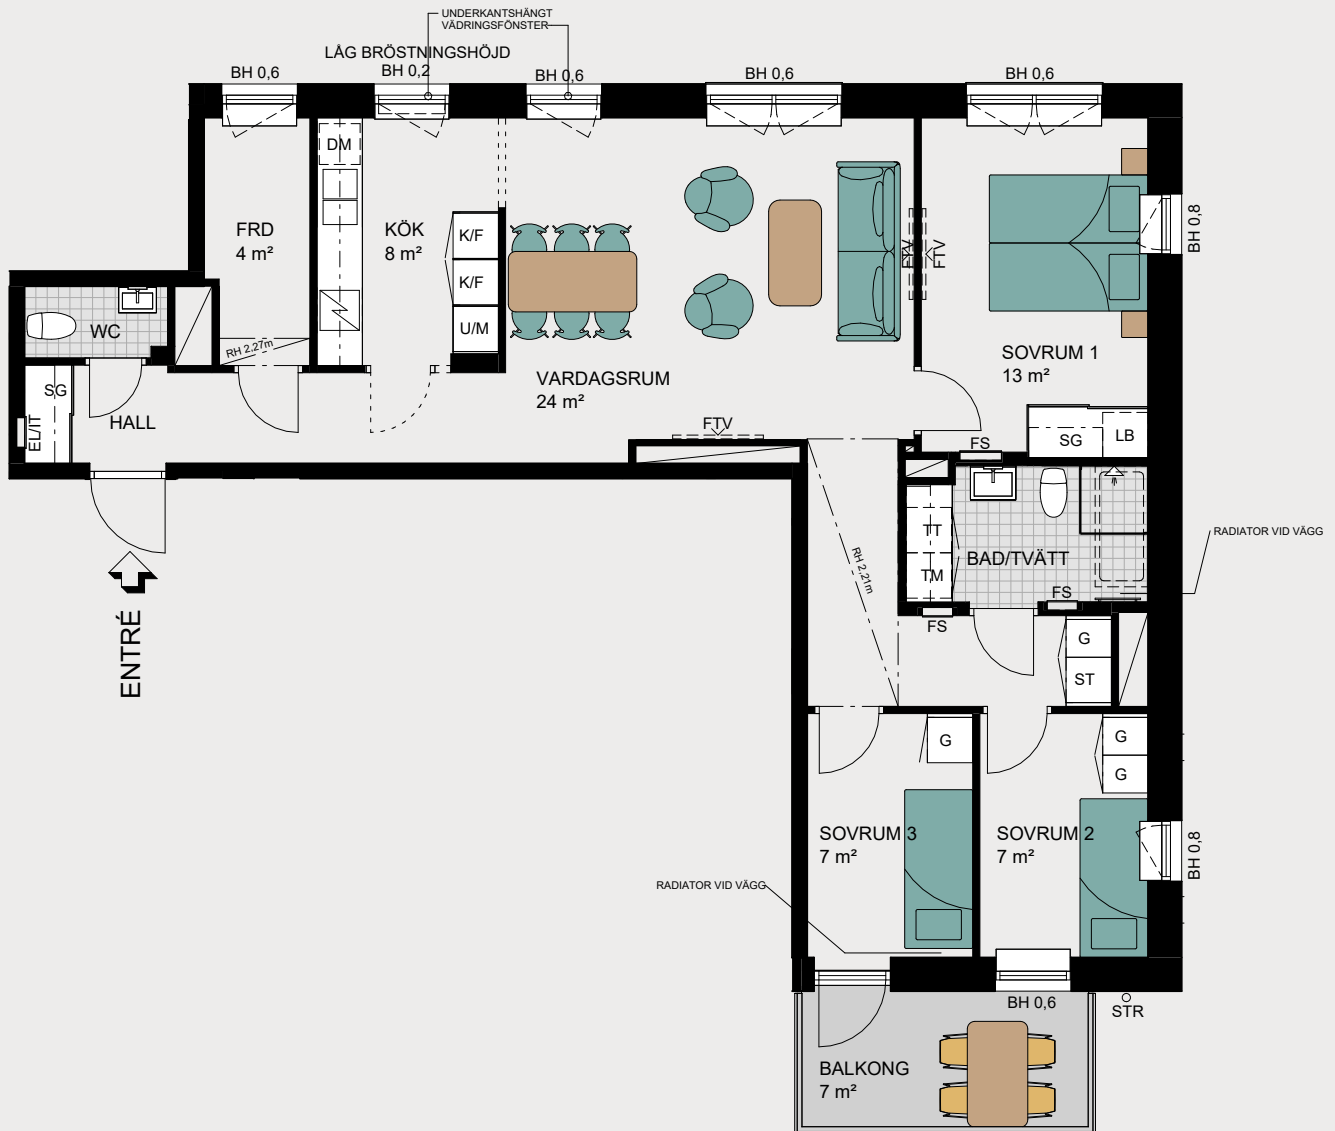 UNDERKANTSHÄNGT
VÄDRINGSFÖNSTER
LÅG BRÖSTNINGSHÖJD
BH 0,6
BH 0,2
BH 0,6
BH 0,6
BH 0,6
DM
FRD
4 m²
KÖK
8 m²
K/F
K/F
U/M
BH 0,8
FTV
FTV
WC
RH 2,27m
SOVRUM 1
13 m²
VARDAGSRUM
24 m²
SG
EL/IT
HALL
FTV
FS
SG
LB
ENTRÉ
RH 2,21m
TT
TM
BAD/TVÄTT
RADIATOR VID VÄGG
FS
FS
G
ST
G
G
G
SOVRUM 3
7 m²
SOVRUM 2
7 m²
BH 0,8
RADIATOR VID VÄGG
BH 0,6
STR
BALKONG
7 m²